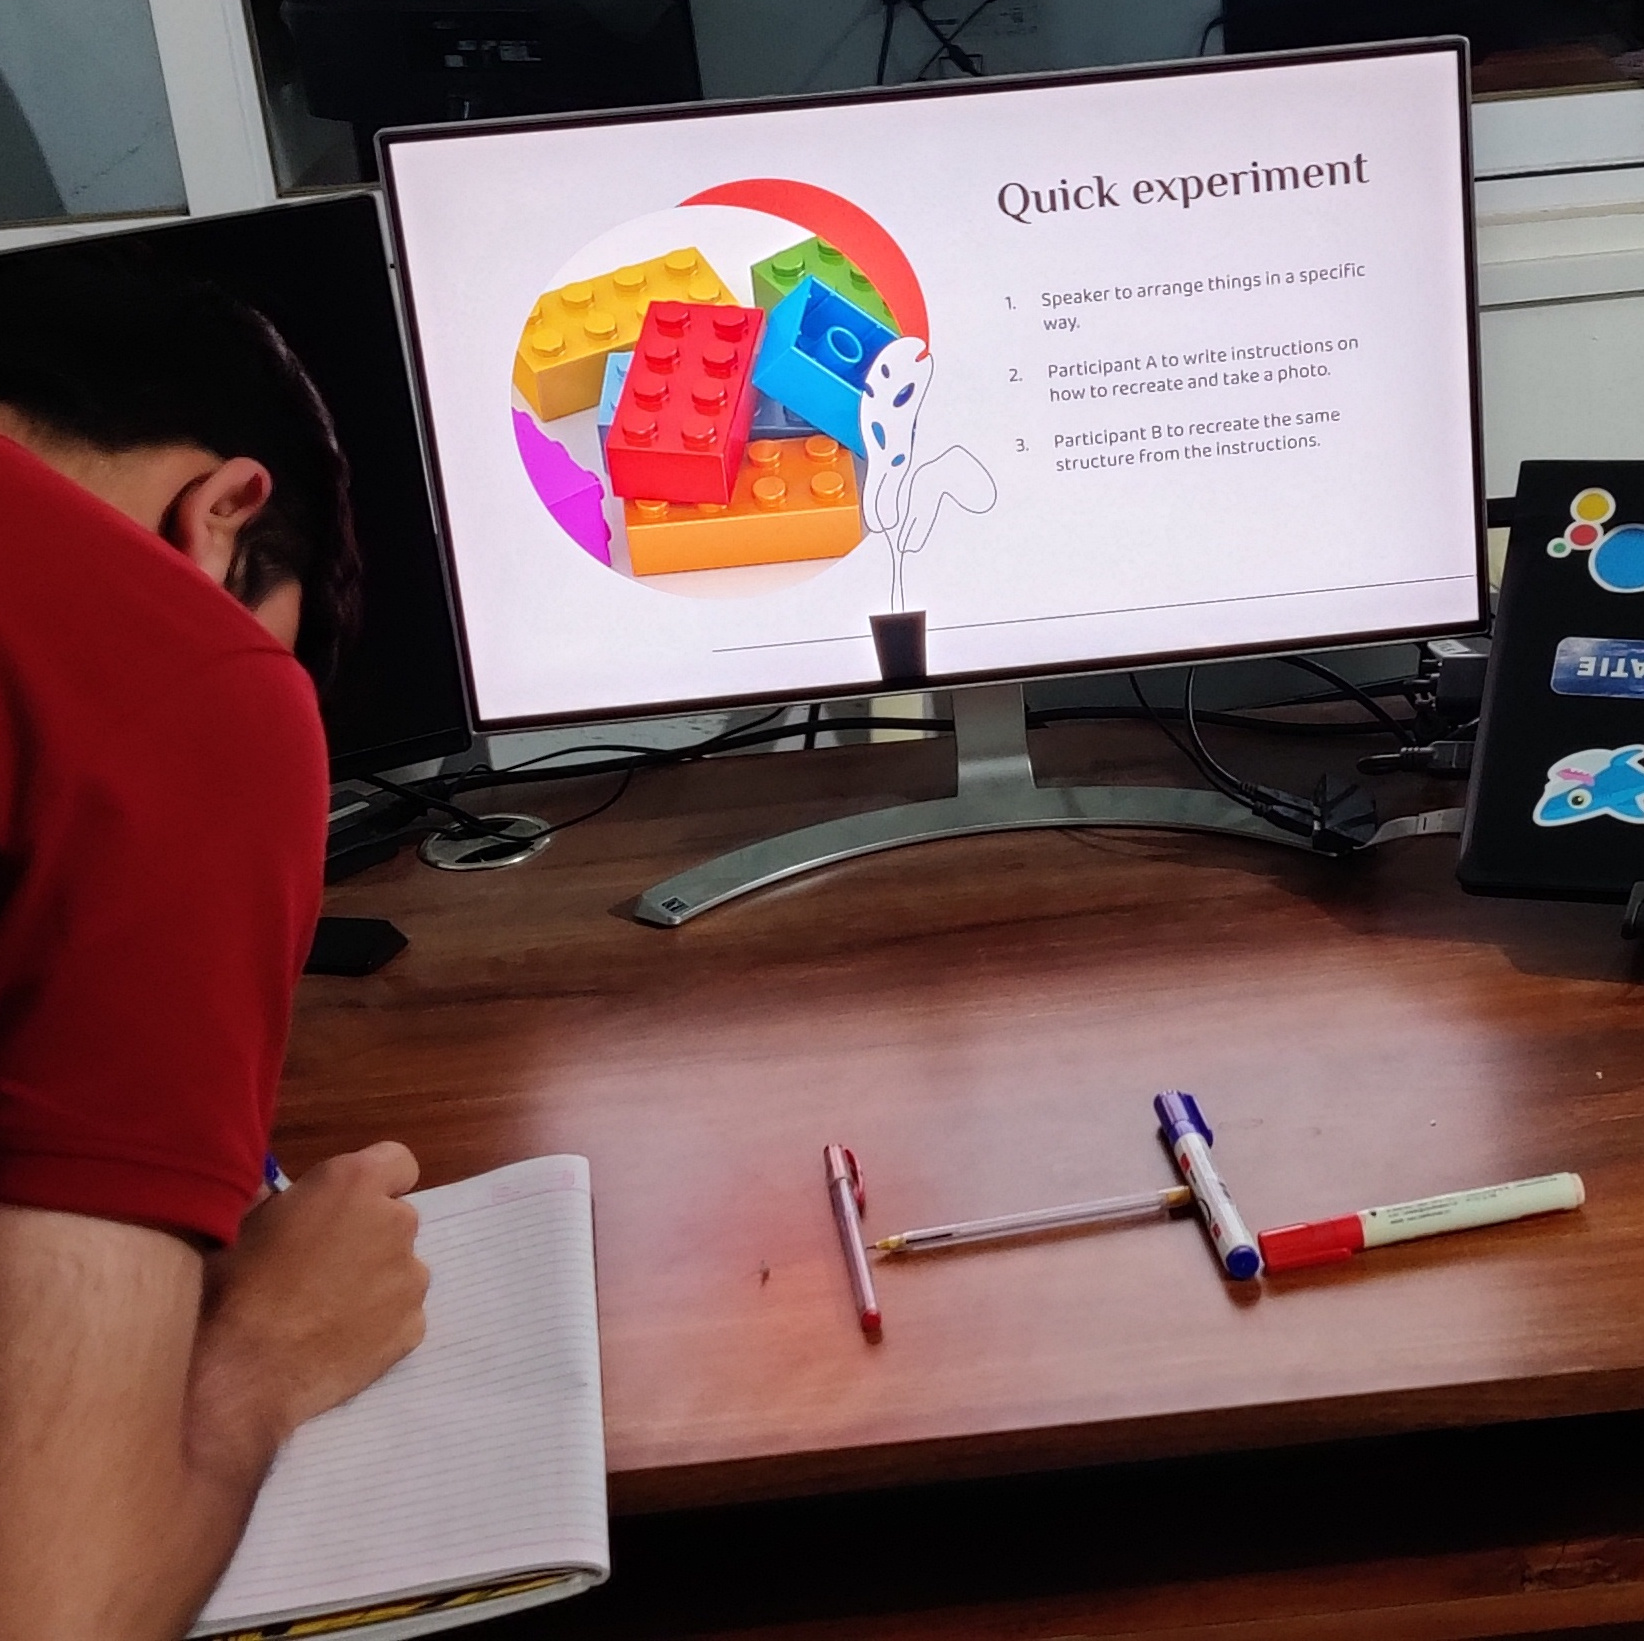 Quick experiment
1. Speaker to arrange things in a specific
way.
2. Participant A to write instructions on
how to recreate and take a photo.
3. Participant B to recreate the same
structure from the instructions.